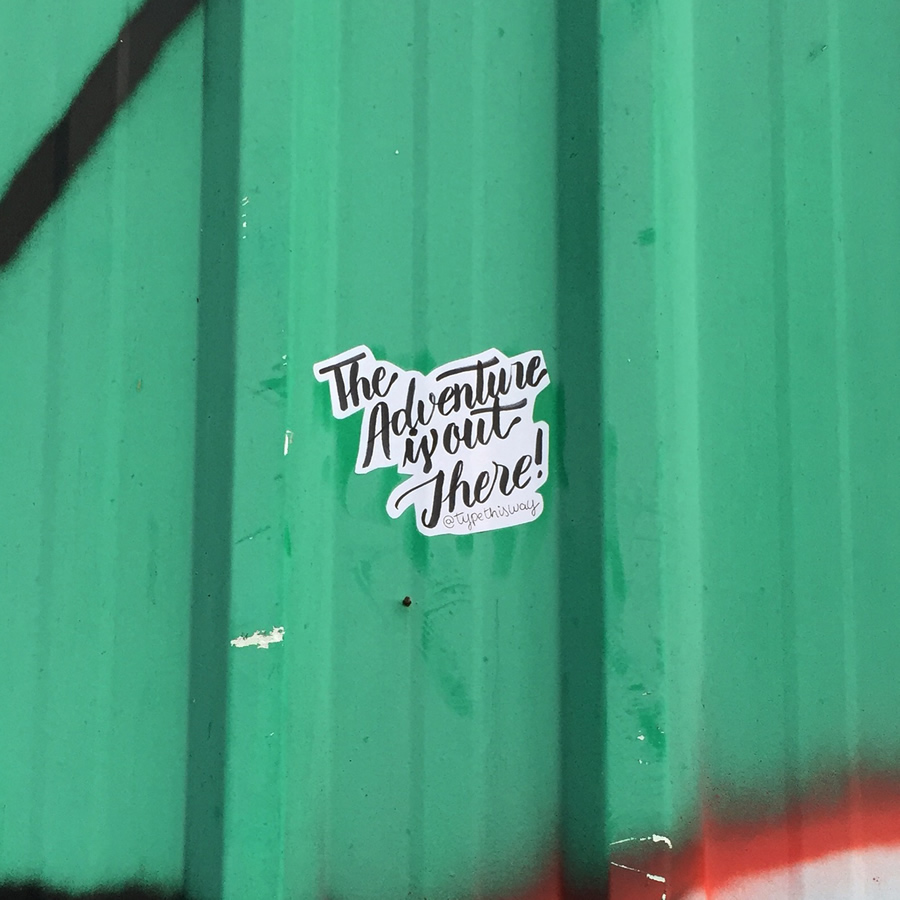 The
Adventure
is out
There!
@typethisway